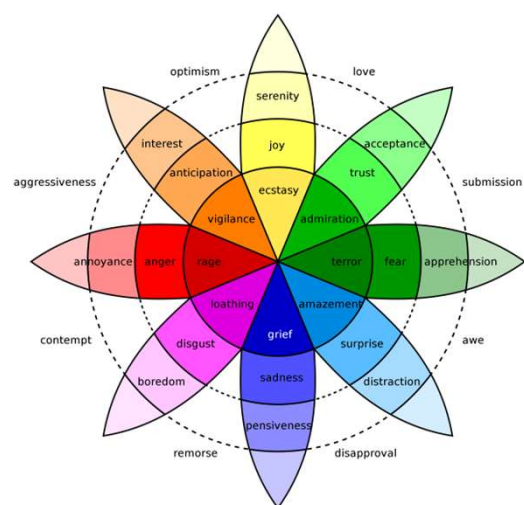 optimism
love
serenity
interest
acceptance
joy
anticipation
trust
aggressiveness
submission
ecstasy
vigilance
admiration
annoyance
anger
rage
terror
fear
apprehension
loathing
amazement
grief
contempt
awe
disgust
surprise
sadness
boredom
distraction
pensiveness
remorse
disapproval